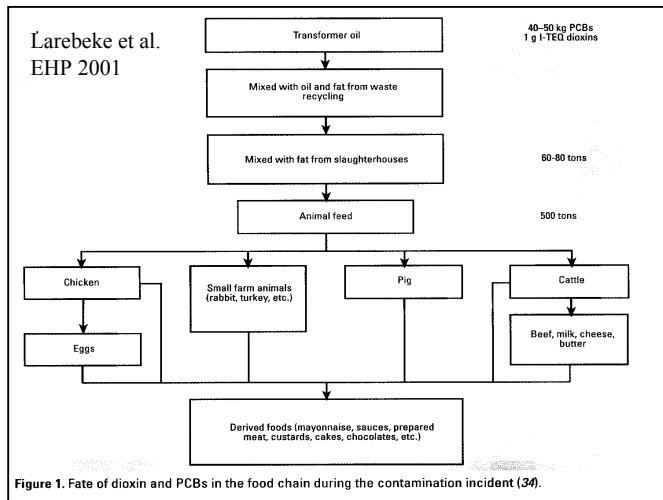 Larebeke et al.
EHP 2001
Transformer oil
40–50 kg PCBs
1 g I-TEQ dioxins
Mixed with oil and fat from waste
recycling
Mixed with fat from slaughterhouses
60-80 tons
Animal feed
500 tons
Chicken
Small farm animals
(rabbit, turkey, etc.)
Pig
Cattle
Eggs
Beef, milk, cheese,
butter
Derived foods (mayonnaise, sauces, prepared
meat, custards, cakes, chocolates, etc.)
Figure 1. Fate of dioxin and PCBs in the food chain during the contamination incident (34).